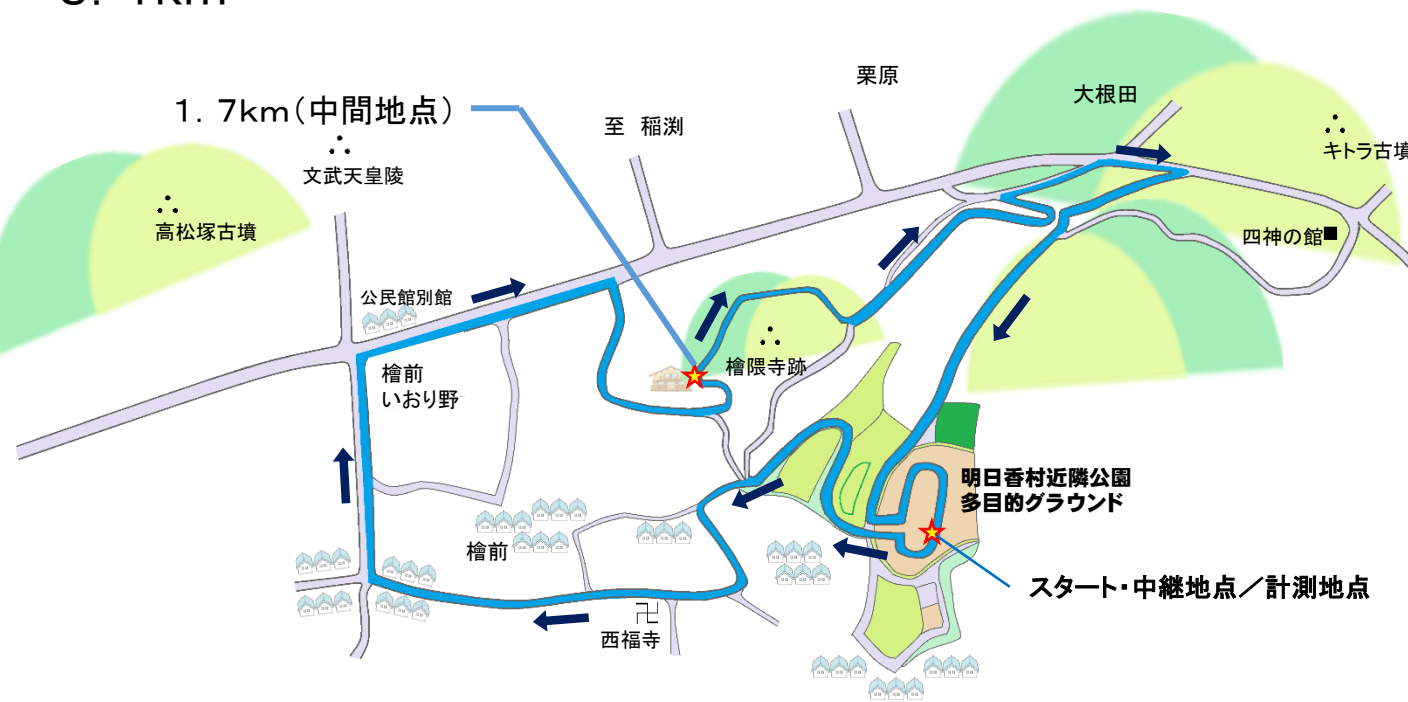 1．7km（中間地点）
文武天皇陵
高松塚古墳
至　稲渕
栗原
大根田
キトラ古墳
四神の館
公民館別館
檜前
いおり野
檜隈寺跡
明日香村近隣公園
多目的グラウンド
檜前
スタート・中継地点／計測地点
卍
西福寺